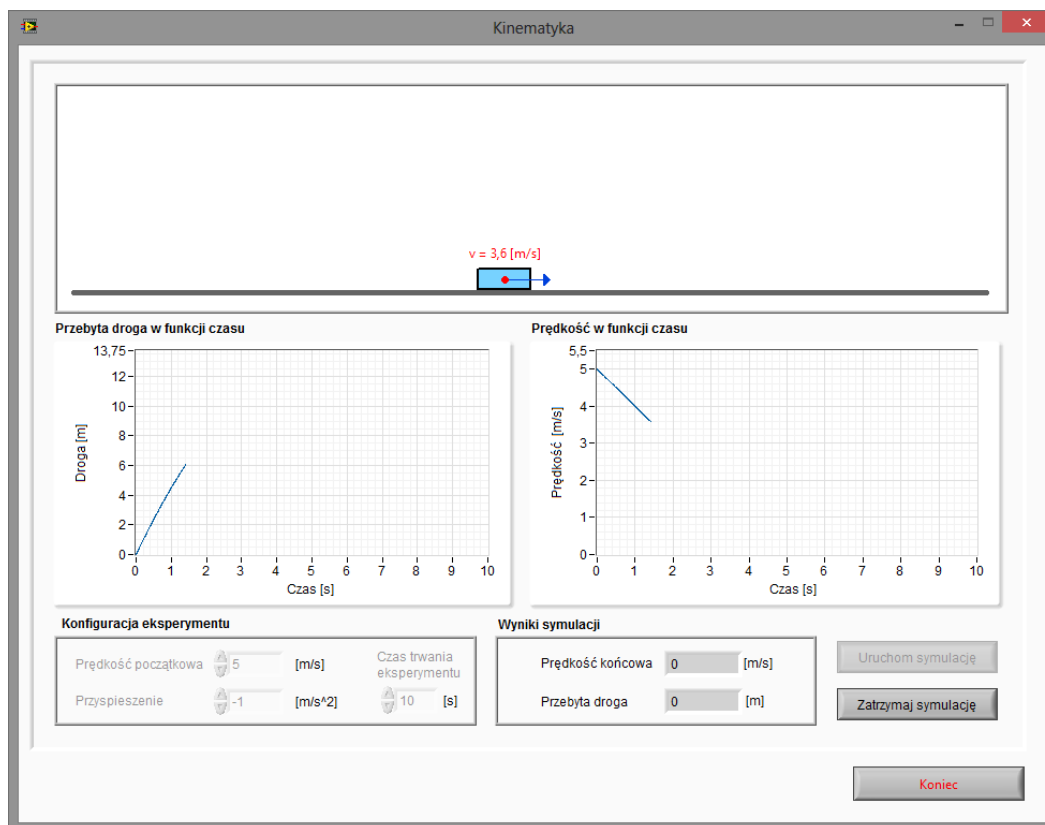 Kinematyka
v = 3,6 [m/s]
Przebyta droga w funkcji czasu
13,75
12
10
8
6
4
2
0
Droga [m]
0 1 2 3 4 5 6 7 8 9 10
Czas [s]
Prędkość w funkcji czasu
5,5
5
4
3
2
1
0
Prędkość [m/s]
0 1 2 3 4 5 6 7 8 9 10
Czas [s]
Konfiguracja eksperymentu
Prędkość początkowa 5 [m/s]
Przyspieszenie -1 [m/s^2]
Czas trwania
eksperymentu
10 [s]
Wyniki symulacji
Prędkość końcowa 0 [m/s]
Przebyta droga 0 [m]
Uruchom symulację
Zatrzymaj symulację
Koniec